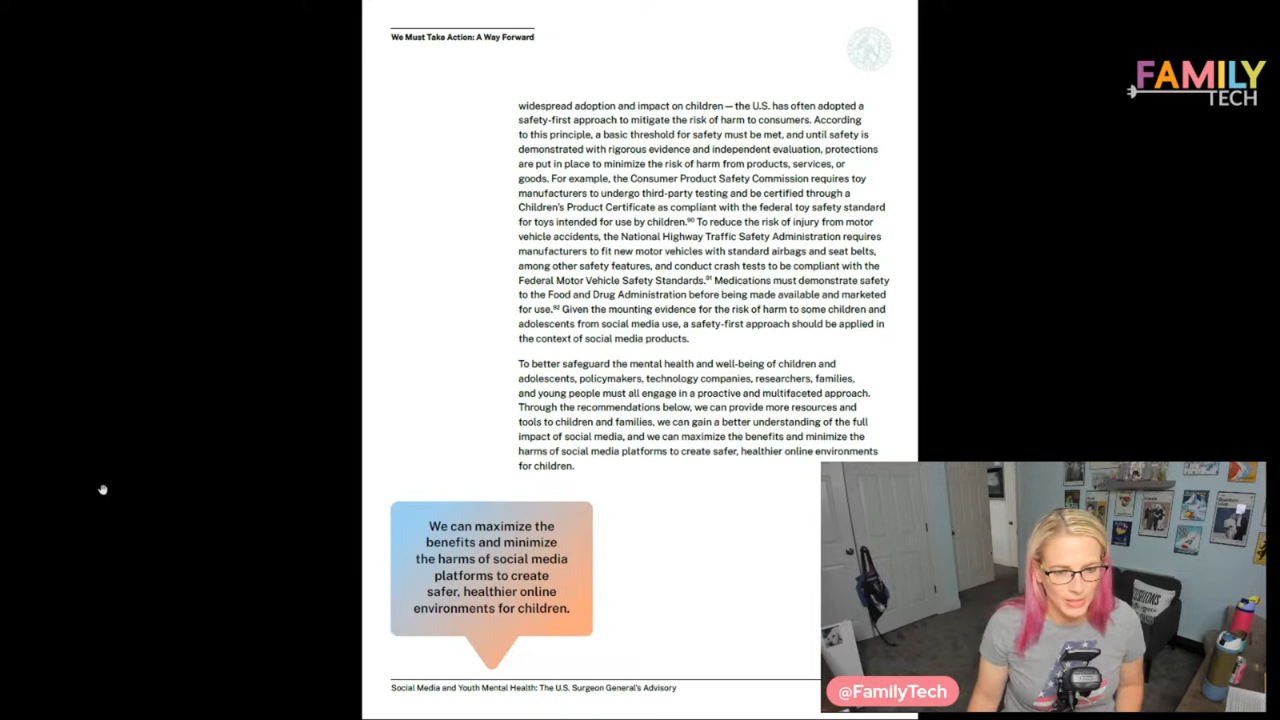 We Must Take Action: A Way Forward
FAMILY
TECH
widespread adoption and impact on children—the U.S. has often adopted a
safety-first approach to mitigate the risk of harm to consumers. According
to this principle, a basic threshold for safety must be met, and until safety is
demonstrated with rigorous evidence and independent evaluation, protections
are put in place to minimize the risk of harm from products, services, or
goods. For example, the Consumer Product Safety Commission requires toy
manufacturers to undergo third-party testing and be certified through a
Children's Product Certificate as compliant with the federal toy safety standard
for toys intended for use by children.⁹⁰ To reduce the risk of injury from motor
vehicle accidents, the National Highway Traffic Safety Administration requires
manufacturers to fit new motor vehicles with standard airbags and seat belts,
among other safety features, and conduct crash tests to be compliant with the
Federal Motor Vehicle Safety Standards.⁹¹ Medications must demonstrate safety
to the Food and Drug Administration before being made available and marketed
for use.⁹² Given the mounting evidence for the risk of harm to some children and
adolescents from social media use, a safety-first approach should be applied in
the context of social media products.
To better safeguard the mental health and well-being of children and
adolescents, policymakers, technology companies, researchers, families,
and young people must all engage in a proactive and multifaceted approach.
Through the recommendations below, we can provide more resources and
tools to children and families, we can gain a better understanding of the full
impact of social media, and we can maximize the benefits and minimize the
harms of social media platforms to create safer, healthier online environments
for children.
We can maximize the
benefits and minimize
the harms of social media
platforms to create
safer, healthier online
environments for children.
Social Media and Youth Mental Health: The U.S. Surgeon General's Advisory
@FamilyTech